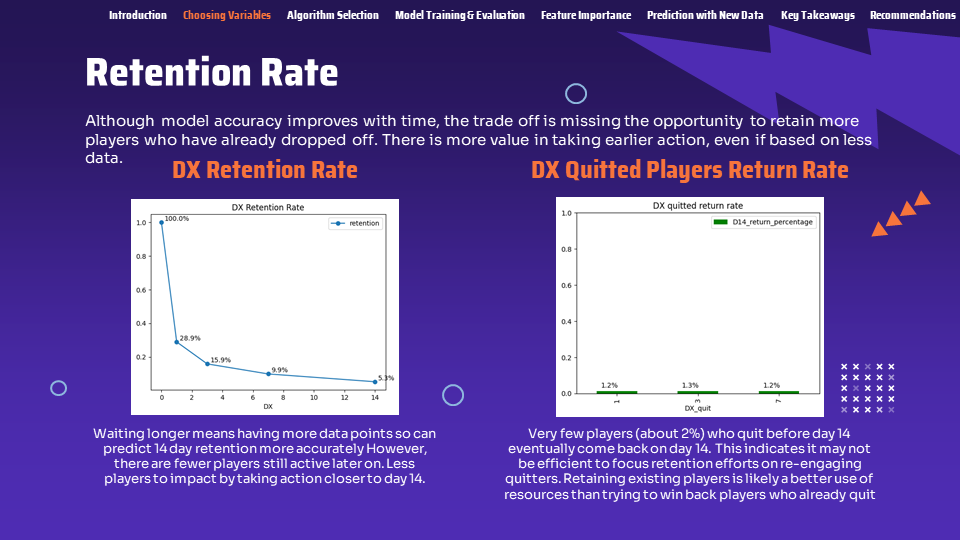 Introduction Choosing Variables Algorithm Selection Model Training & Evaluation Feature Importance Prediction with New Data Key Takeaways Recommendations
Retention Rate
Although model accuracy improves with time, the trade off is missing the opportunity to retain more
players who have already dropped off. There is more value in taking earlier action, even if based on less
data.
DX Retention Rate
DX Retention Rate
retention
100.0%
28.9%
15.9%
9.9%
5.3%
1.0
0.8
0.6
0.4
0.2
0 2 4 6 8 10 12 14
DX
Waiting longer means having more data points so can
predict 14 day retention more accurately However,
there are fewer players still active later on. Less
players to impact by taking action closer to day 14.
DX Quitted Players Return Rate
DX quitted return rate
D14_return_percentage
1.0
0.8
0.6
0.4
0.2
0.0
1.2% 1.3% 1.2%
1 3 7
DX_quit
Very few players (about 2%) who quit before day 14
eventually come back on day 14. This indicates it may not
be efficient to focus retention efforts on re-engaging
quitters. Retaining existing players is likely a better use of
resources than trying to win back players who already quit